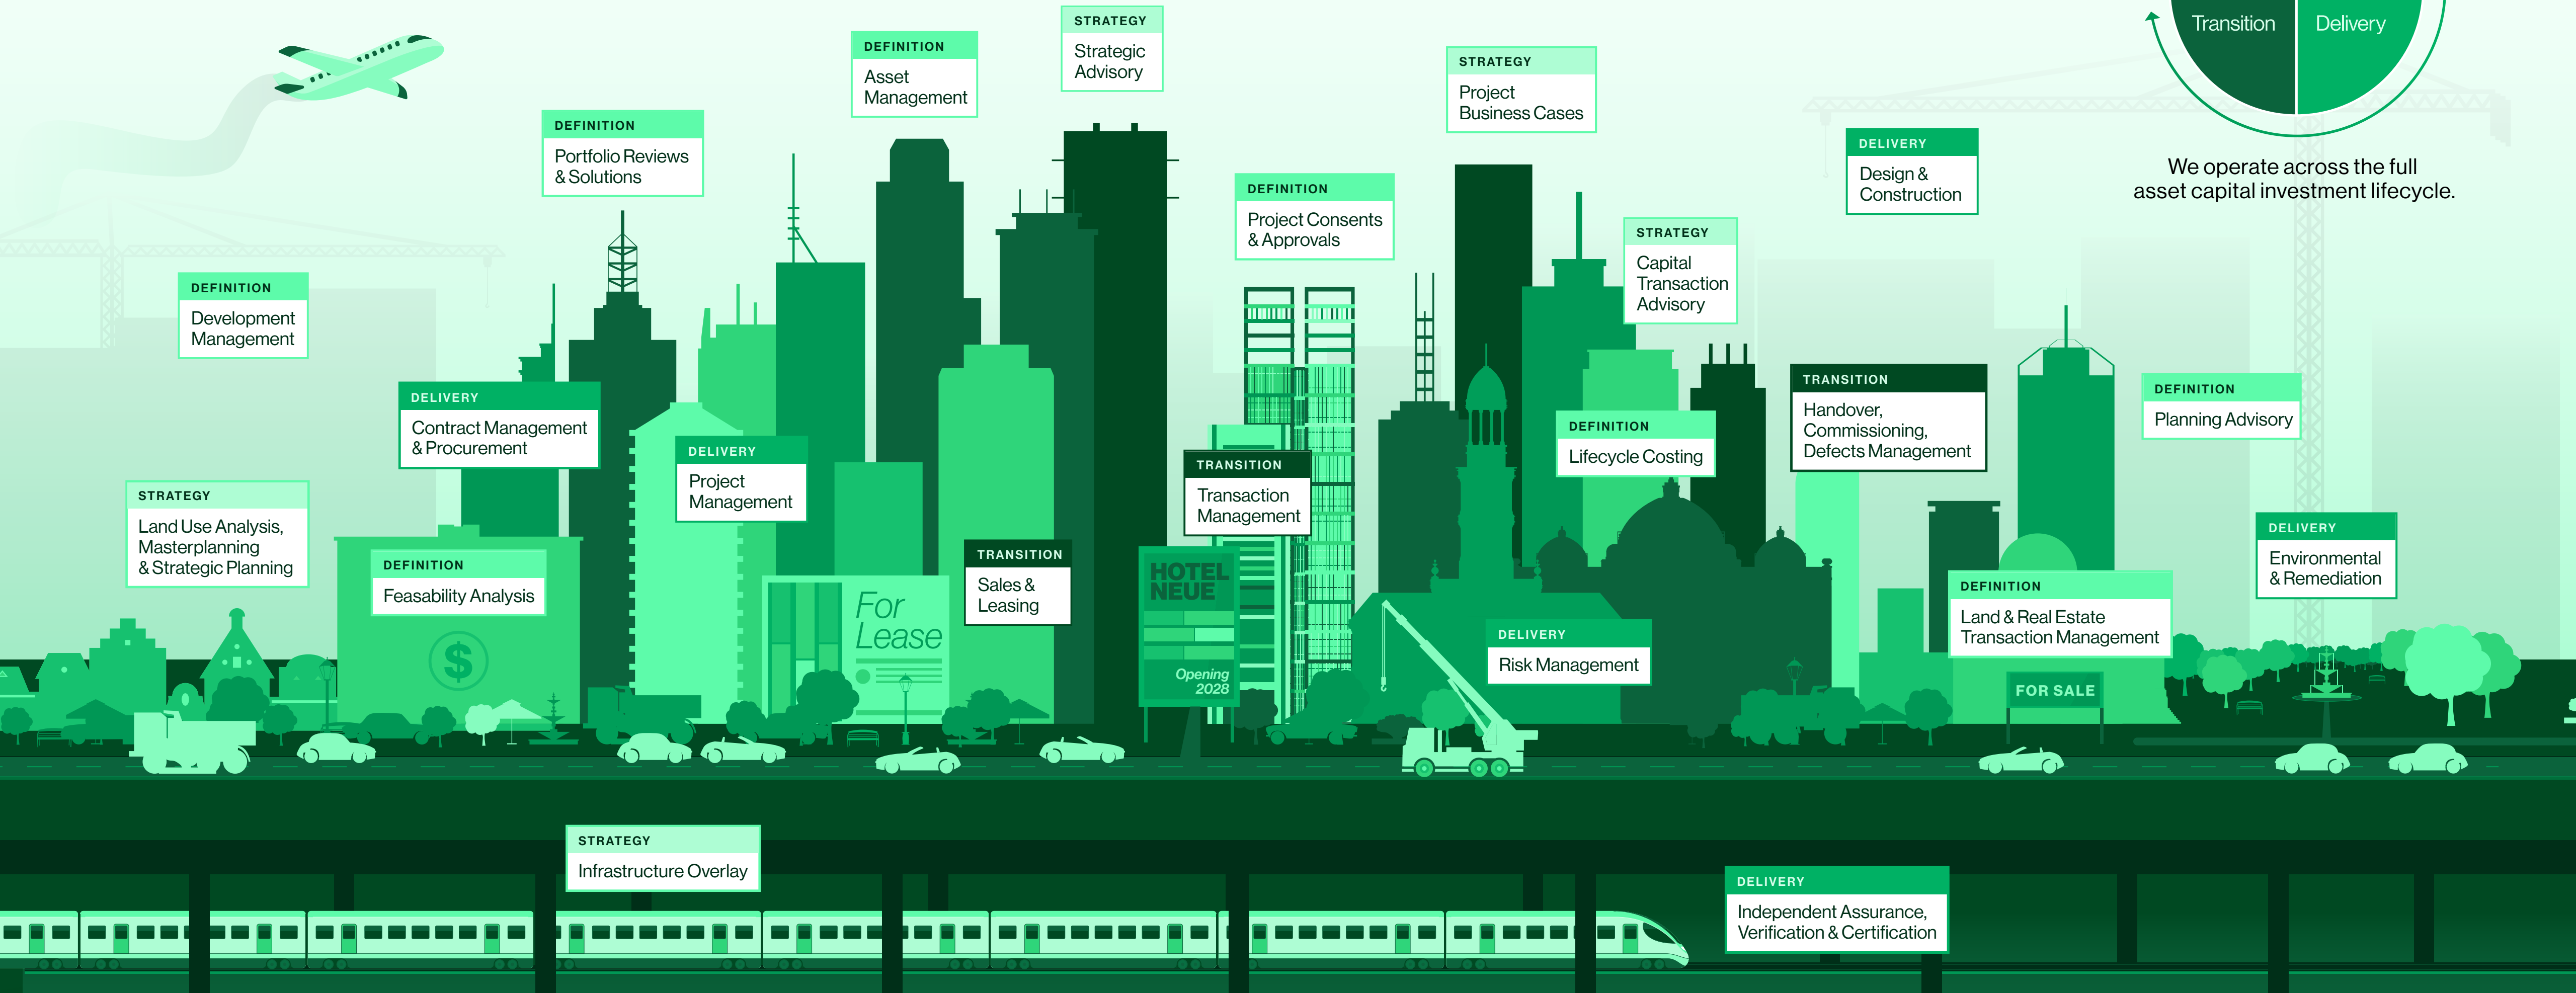 STRATEGY
Strategic
Advisory
Transition
Delivery
DEFINITION
Asset
Management
STRATEGY
Project
Business Cases
DEFINITION
Portfolio Reviews
& Solutions
DELIVERY
Design &
Construction
We operate across the full
asset capital investment lifecycle.
DEFINITION
Project Consents
& Approvals
STRATEGY
Capital
Transaction
Advisory
DEFINITION
Development
Management
DELIVERY
Contract Management
& Procurement
TRANSITION
Handover,
Commissioning,
Defects Management
DEFINITION
Planning Advisory
DEFINITION
Lifecycle Costing
DELIVERY
Project
Management
TRANSITION
Transaction
Management
STRATEGY
Land Use Analysis,
Masterplanning
& Strategic Planning
DELIVERY
Environmental
& Remediation
TRANSITION
Sales &
Leasing
DEFINITION
Feasability Analysis
HOTEL
NEUE
Opening
2028
For
Lease
DEFINITION
Land & Real Estate
Transaction Management
DELIVERY
Risk Management
$
FOR SALE
STRATEGY
Infrastructure Overlay
DELIVERY
Independent Assurance,
Verification & Certification